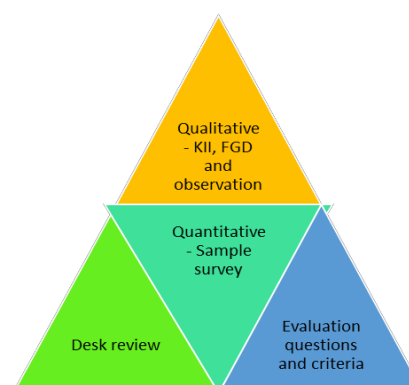 Qualitative
- KII, FGD
and
observation
Quantitative
- Sample
survey
Desk review
Evaluation
questions
and criteria